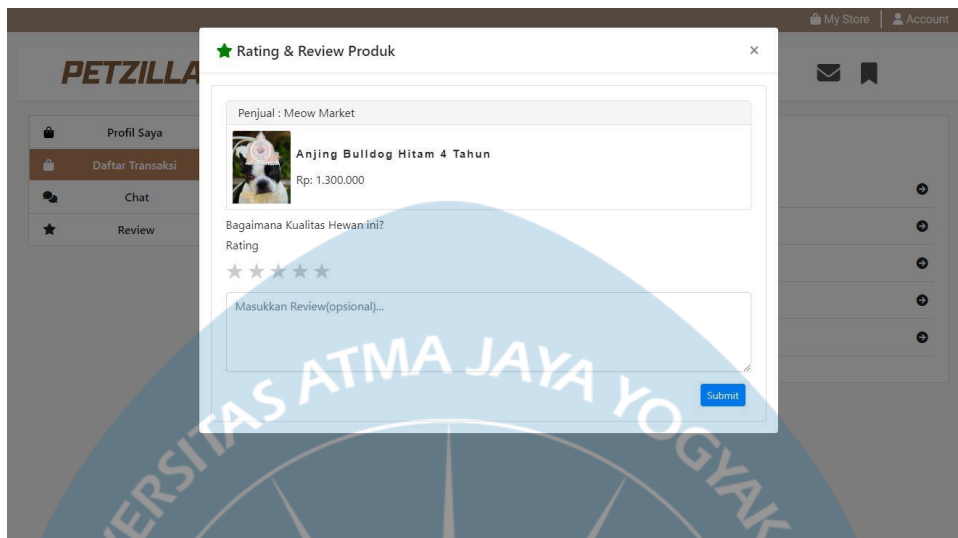 My Store
Account
Rating & Review Produk
×
PETZILLA
Profil Saya
Daftar Transaksi
Chat
Review
Penjual : Meow Market
Anjing Bulldog Hitam 4 Tahun
Rp: 1.300.000
Bagaimana Kualitas Hewan ini?
Rating
Masukkan Review(opsional)...
Submit
RSITAS ATMA JAYA YOGYAK